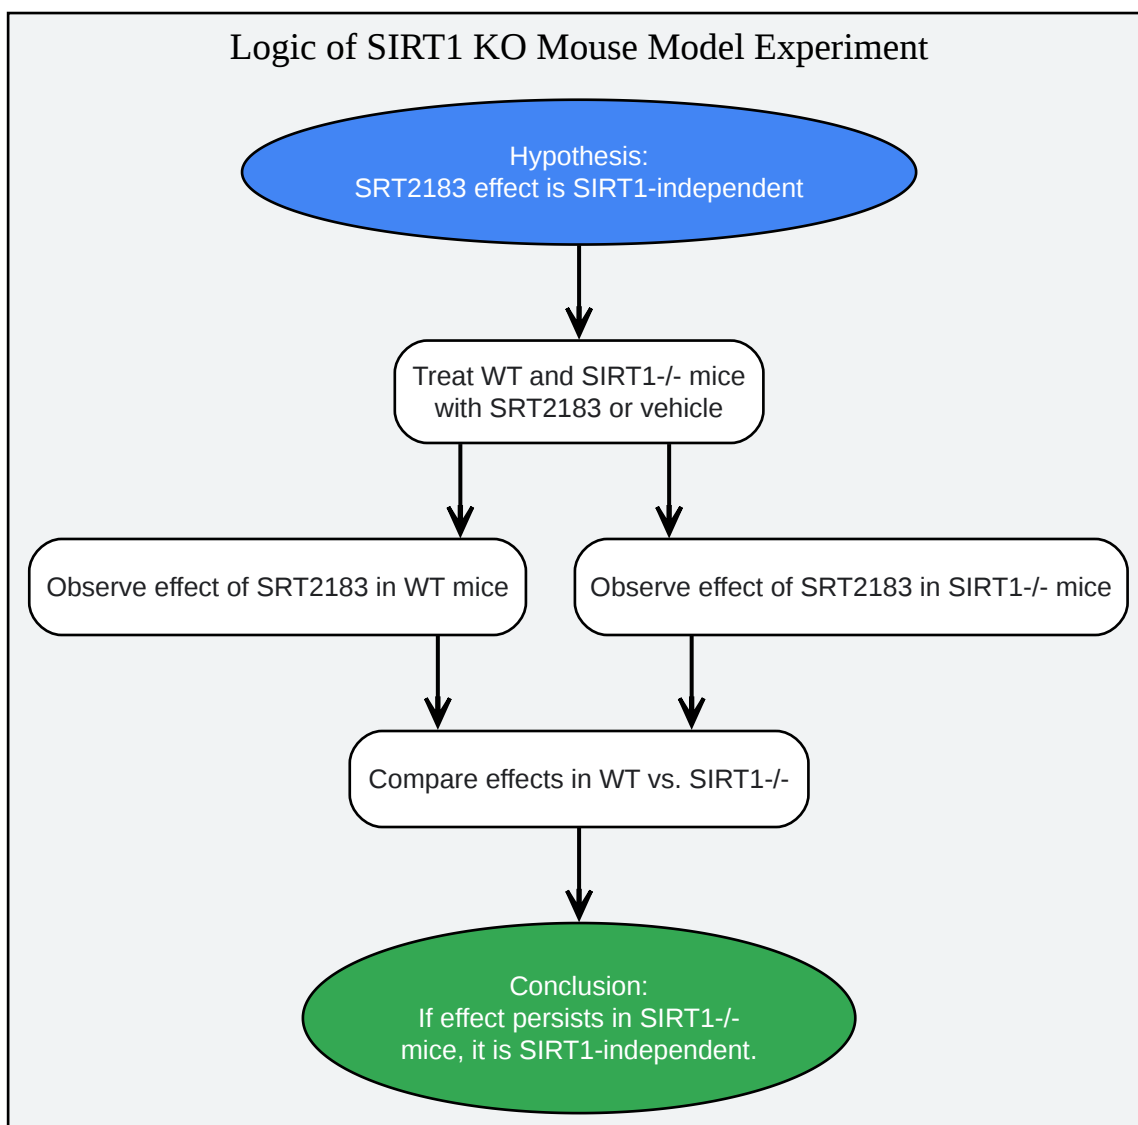 Logic of SIRT1 KO Mouse Model Experiment
Hypothesis:
SRT2183 effect is SIRT1-independent
Treat WT and SIRT1-/- mice
with SRT2183 or vehicle
Observe effect of SRT2183 in WT mice
Observe effect of SRT2183 in SIRT1-/- mice
Compare effects in WT vs. SIRT1-/-
Conclusion:
If effect persists in SIRT1-/-
mice, it is SIRT1-independent.